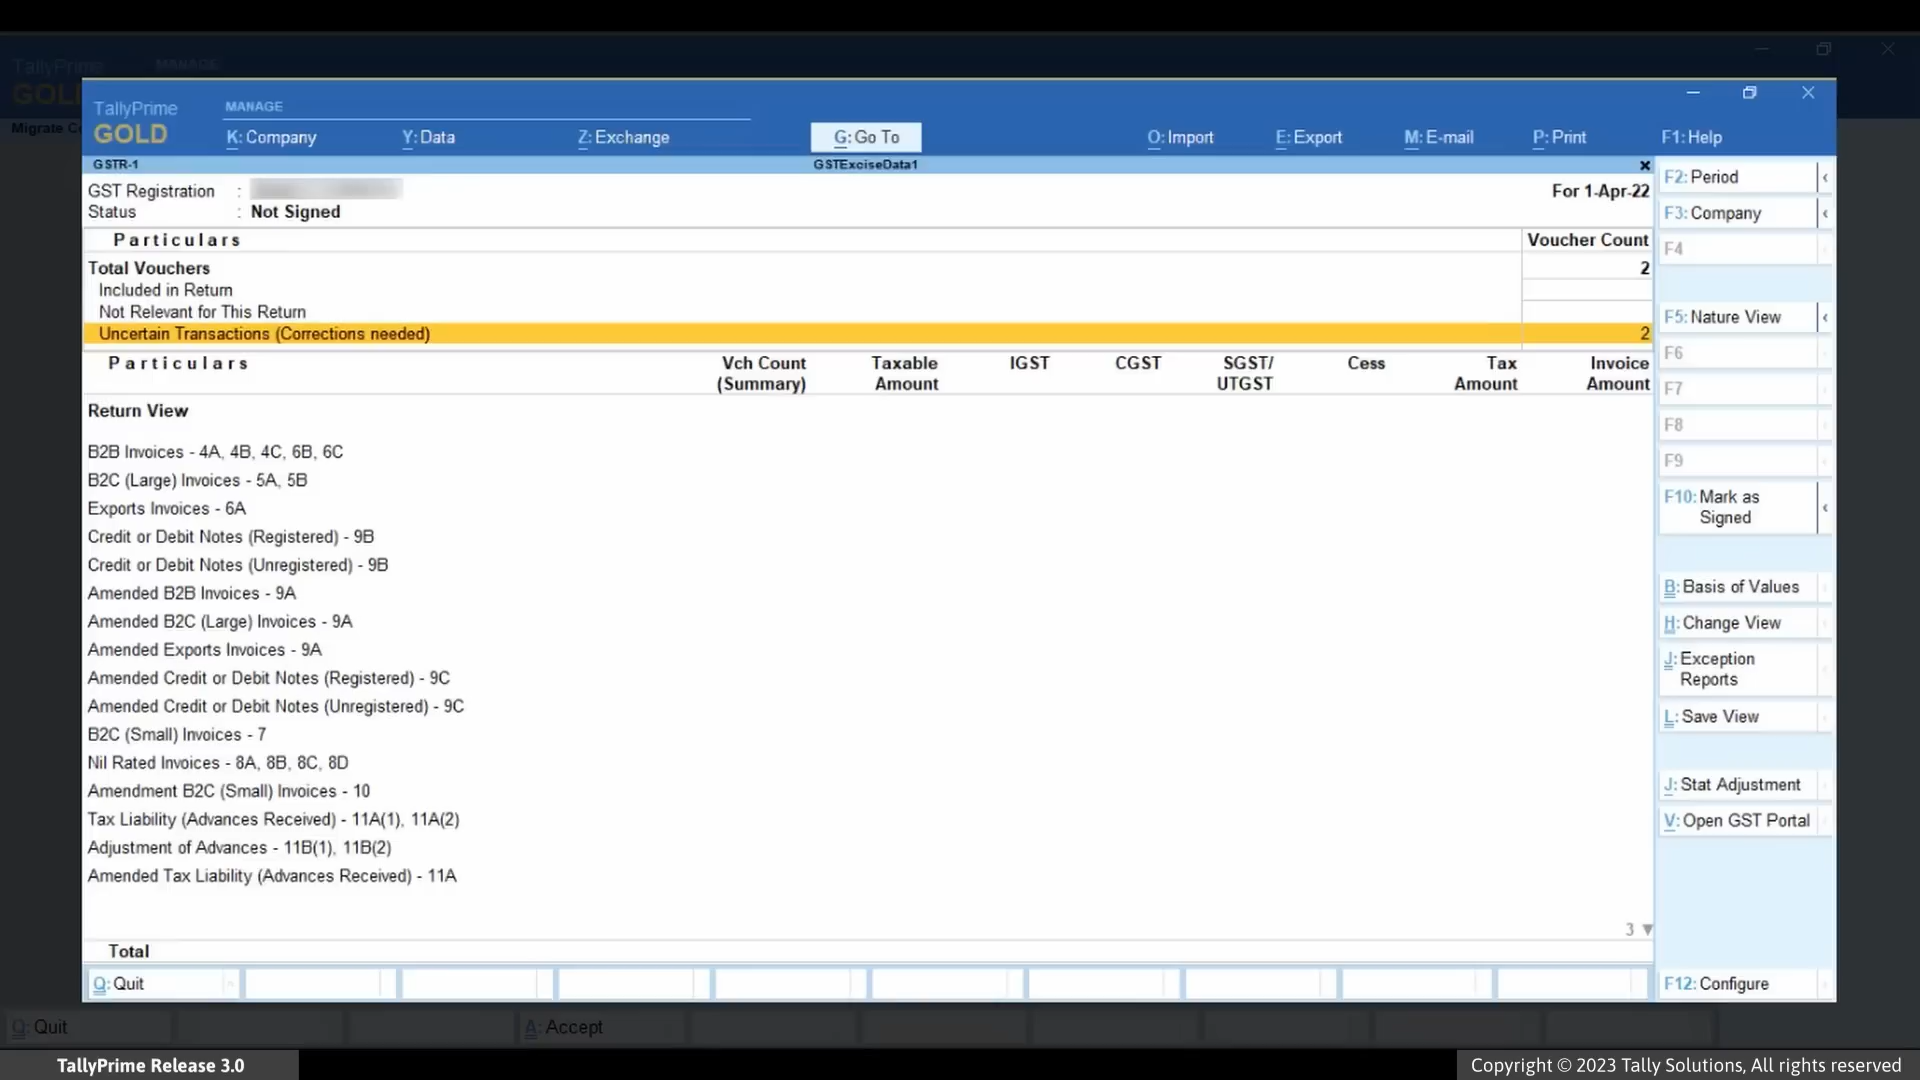 TallyPrime MANAGE
GOLD
Migrate
TallyPrime MANAGE
GOLD K: Company Y: Data Z: Exchange G: Go To O: Import E: Export M: E-mail P: Print F1: Help
GSTR-1 GSTExciseData1 x
GST Registration : For 1-Apr-22
Status : Not Signed
Particulars Voucher Count
Total Vouchers 2
Included in Return
Not Relevant for This Return
Uncertain Transactions (Corrections needed) 2
Particulars Vch Count Taxable IGST CGST SGST/ Cess Tax Invoice
(Summary) Amount UTGST Amount Amount
Return View
B2B Invoices - 4A, 4B, 4C, 6B, 6C
B2C (Large) Invoices - 5A, 5B
Exports Invoices - 6A
Credit or Debit Notes (Registered) - 9B
Credit or Debit Notes (Unregistered) - 9B
Amended B2B Invoices - 9A
Amended B2C (Large) Invoices - 9A
Amended Exports Invoices - 9A
Amended Credit or Debit Notes (Registered) - 9C
Amended Credit or Debit Notes (Unregistered) - 9C
B2C (Small) Invoices - 7
Nil Rated Invoices - 8A, 8B, 8C, 8D
Amendment B2C (Small) Invoices - 10
Tax Liability (Advances Received) - 11A(1), 11A(2)
Adjustment of Advances - 11B(1), 11B(2)
Amended Tax Liability (Advances Received) - 11A
3 ▼
Total
Q: Quit
F2: Period
F3: Company
F4
F5: Nature View
F6
F7
F8
F9
F10: Mark as
Signed
B: Basis of Values
H: Change View
J: Exception
Reports
L: Save View
J: Stat Adjustment
V: Open GST Portal
F12: Configure
Q: Quit A: Accept
TallyPrime Release 3.0 Copyright © 2023 Tally Solutions, All rights reserved